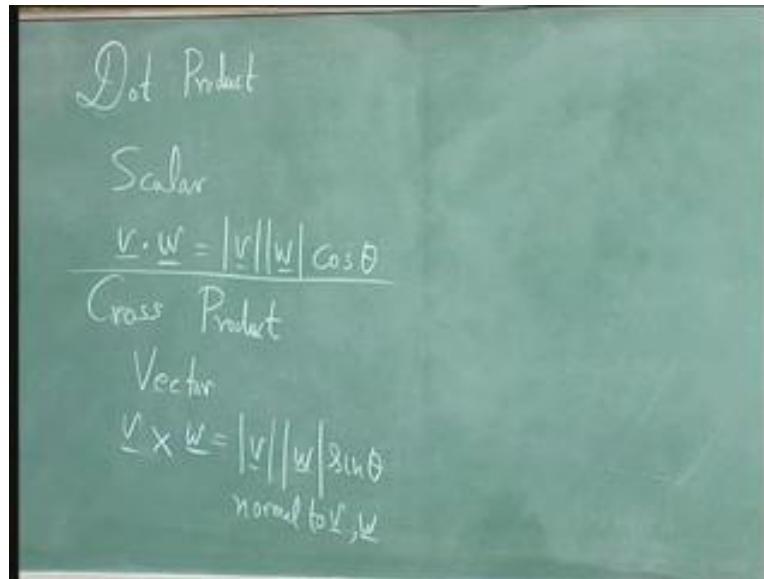 Dot Product
Scalar
v · w = |v||w| cos θ
Cross Product
Vector
v × w = |v||w| sin θ
normal to v, w